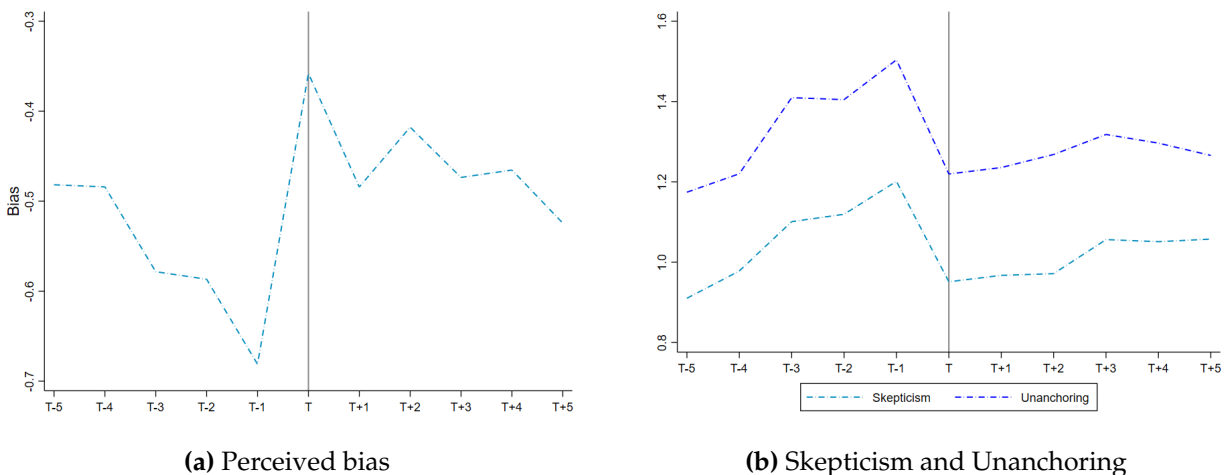 -0.3
-0.4
-0.5
-0.6
-0.7
Bias
T-5 T-4 T-3 T-2 T-1 T T+1 T+2 T+3 T+4 T+5
(a) Perceived bias
1.6
1.4
1.2
1.0
0.8
T-5 T-4 T-3 T-2 T-1 T T+1 T+2 T+3 T+4 T+5
Skepticism Unanchoring
(b) Skepticism and Unanchoring